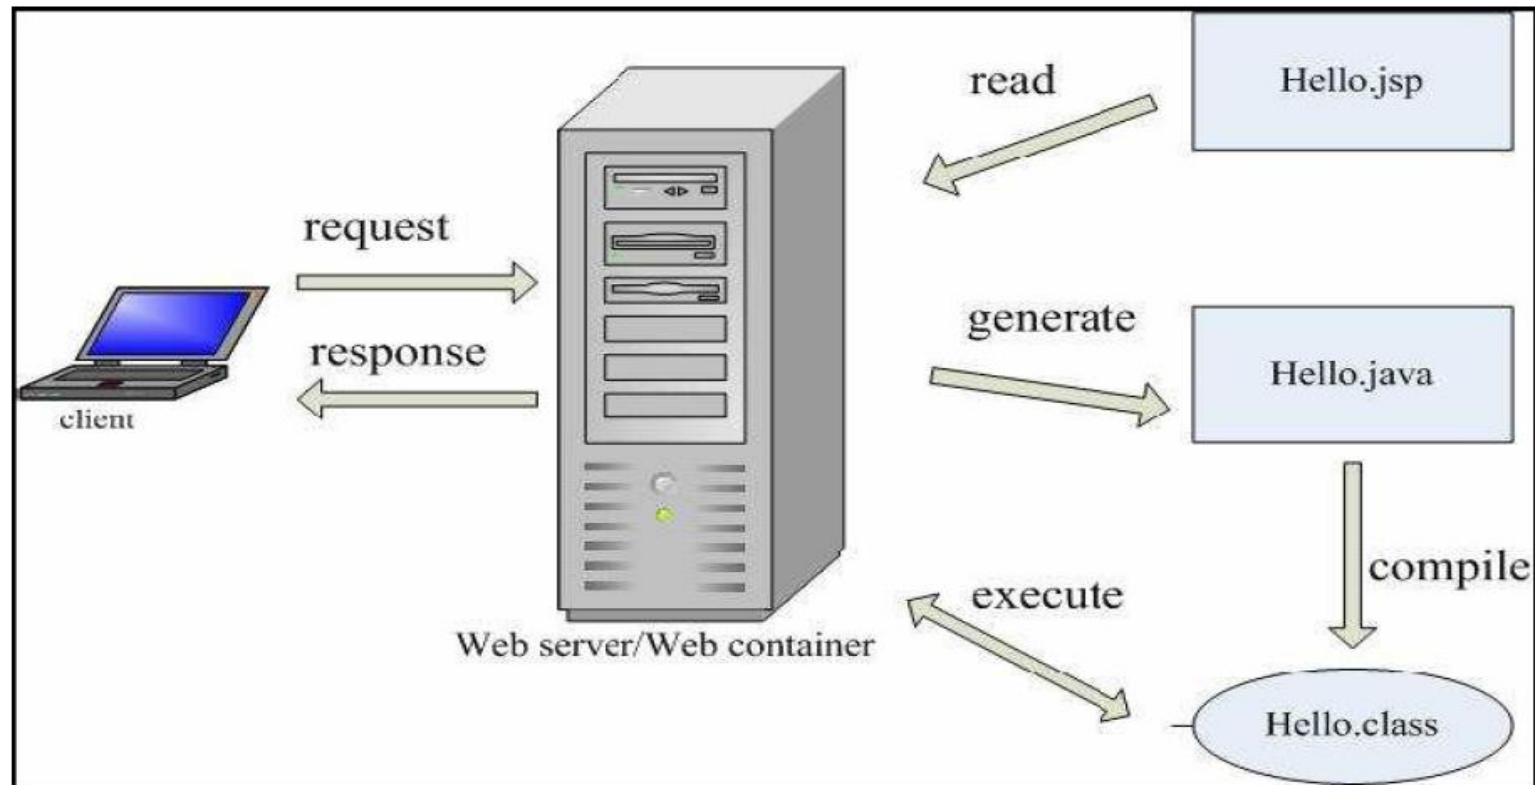 read
Hello.jsp
request
response
client
generate
Hello.java
compile
execute
Web server/Web container
Hello.class